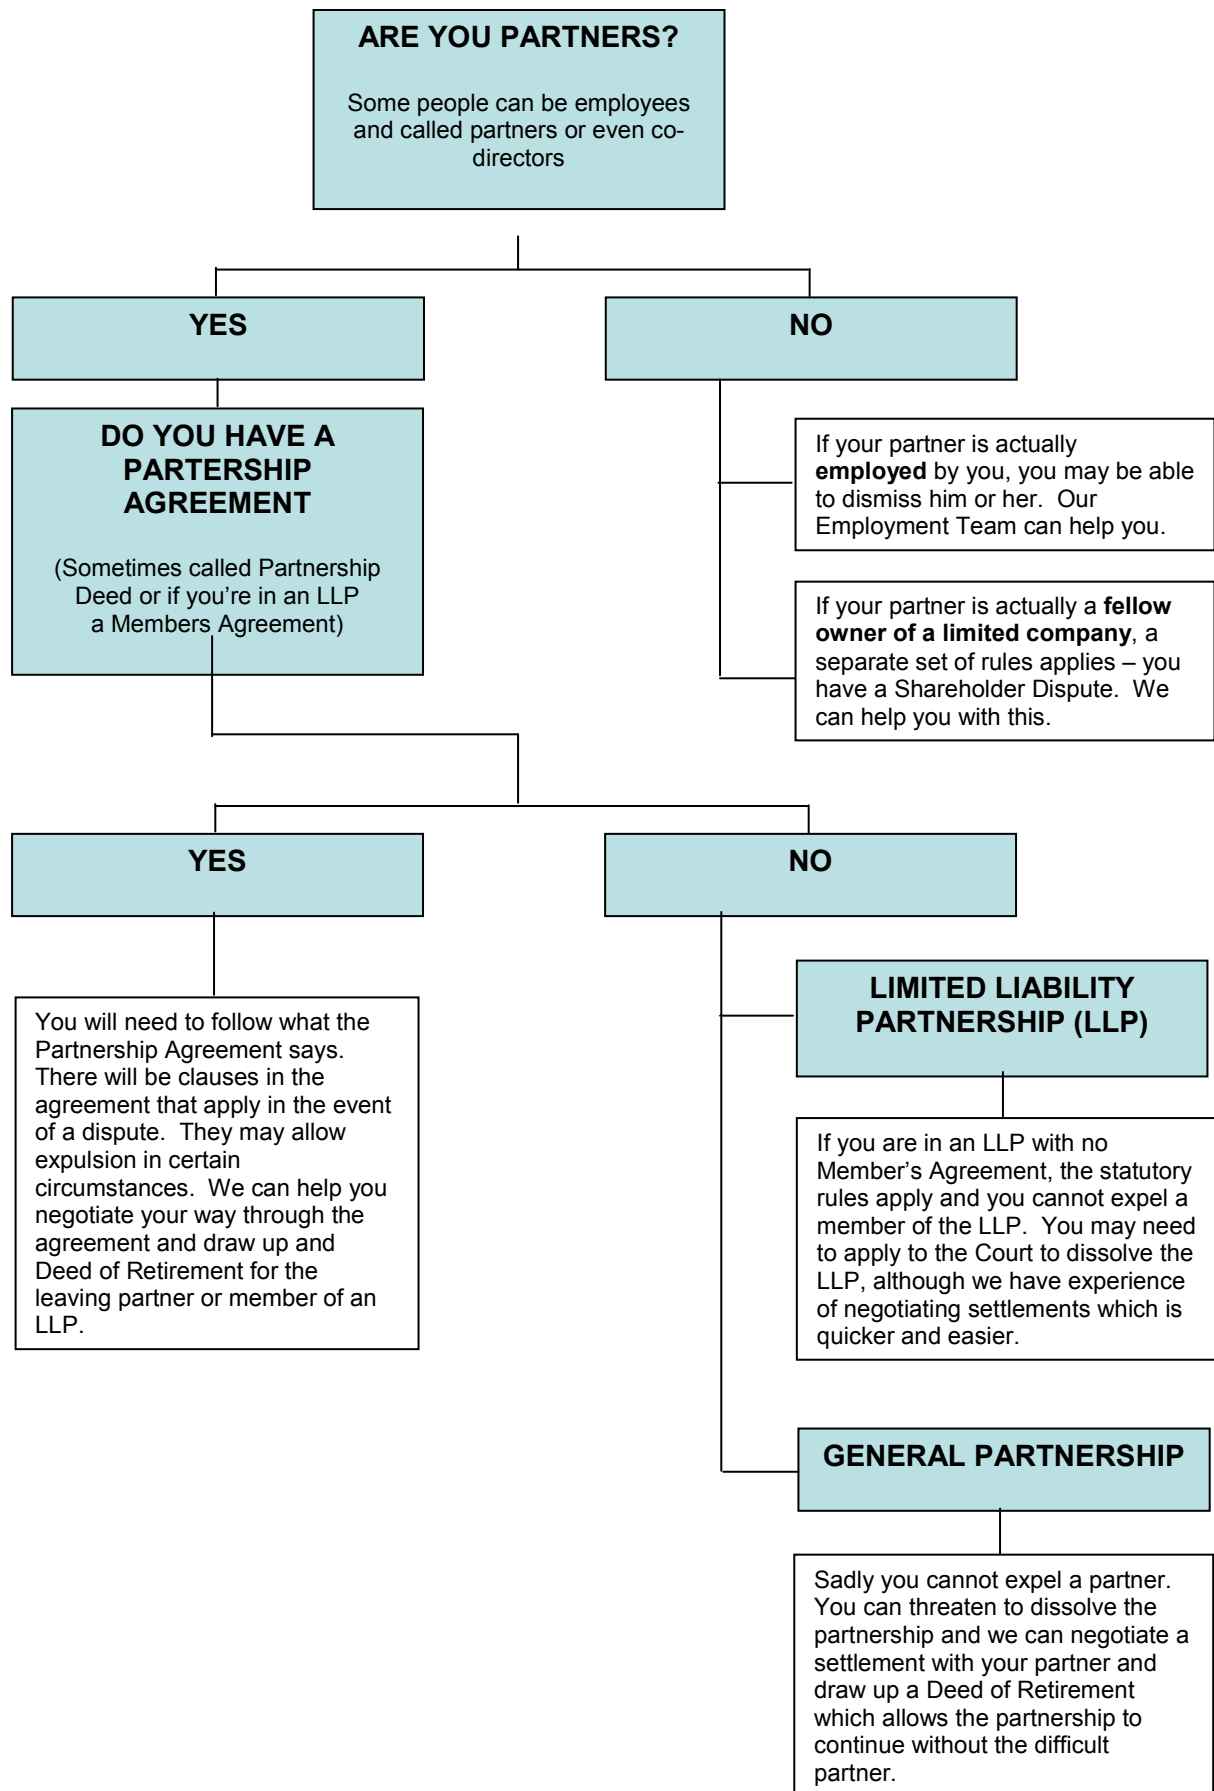 ARE YOU PARTNERS?
Some people can be employees
and called partners or even co-
directors
YES
NO
DO YOU HAVE A
PARTERSHIP
AGREEMENT
(Sometimes called Partnership
Deed or if you’re in an LLP
a Members Agreement)
If your partner is actually
employed by you, you may be able
to dismiss him or her.  Our
Employment Team can help you.
If your partner is actually a fellow
owner of a limited company, a
separate set of rules applies – you
have a Shareholder Dispute.  We
can help you with this.
YES
NO
You will need to follow what the
Partnership Agreement says.
There will be clauses in the
agreement that apply in the event
of a dispute.  They may allow
expulsion in certain
circumstances.  We can help you
negotiate your way through the
agreement and draw up and
Deed of Retirement for the
leaving partner or member of an
LLP.
LIMITED LIABILITY
PARTNERSHIP (LLP)
If you are in an LLP with no
Member’s Agreement, the statutory
rules apply and you cannot expel a
member of the LLP.  You may need
to apply to the Court to dissolve the
LLP, although we have experience
of negotiating settlements which is
quicker and easier.
GENERAL PARTNERSHIP
Sadly you cannot expel a partner.
You can threaten to dissolve the
partnership and we can negotiate a
settlement with your partner and
draw up a Deed of Retirement
which allows the partnership to
continue without the difficult
partner.